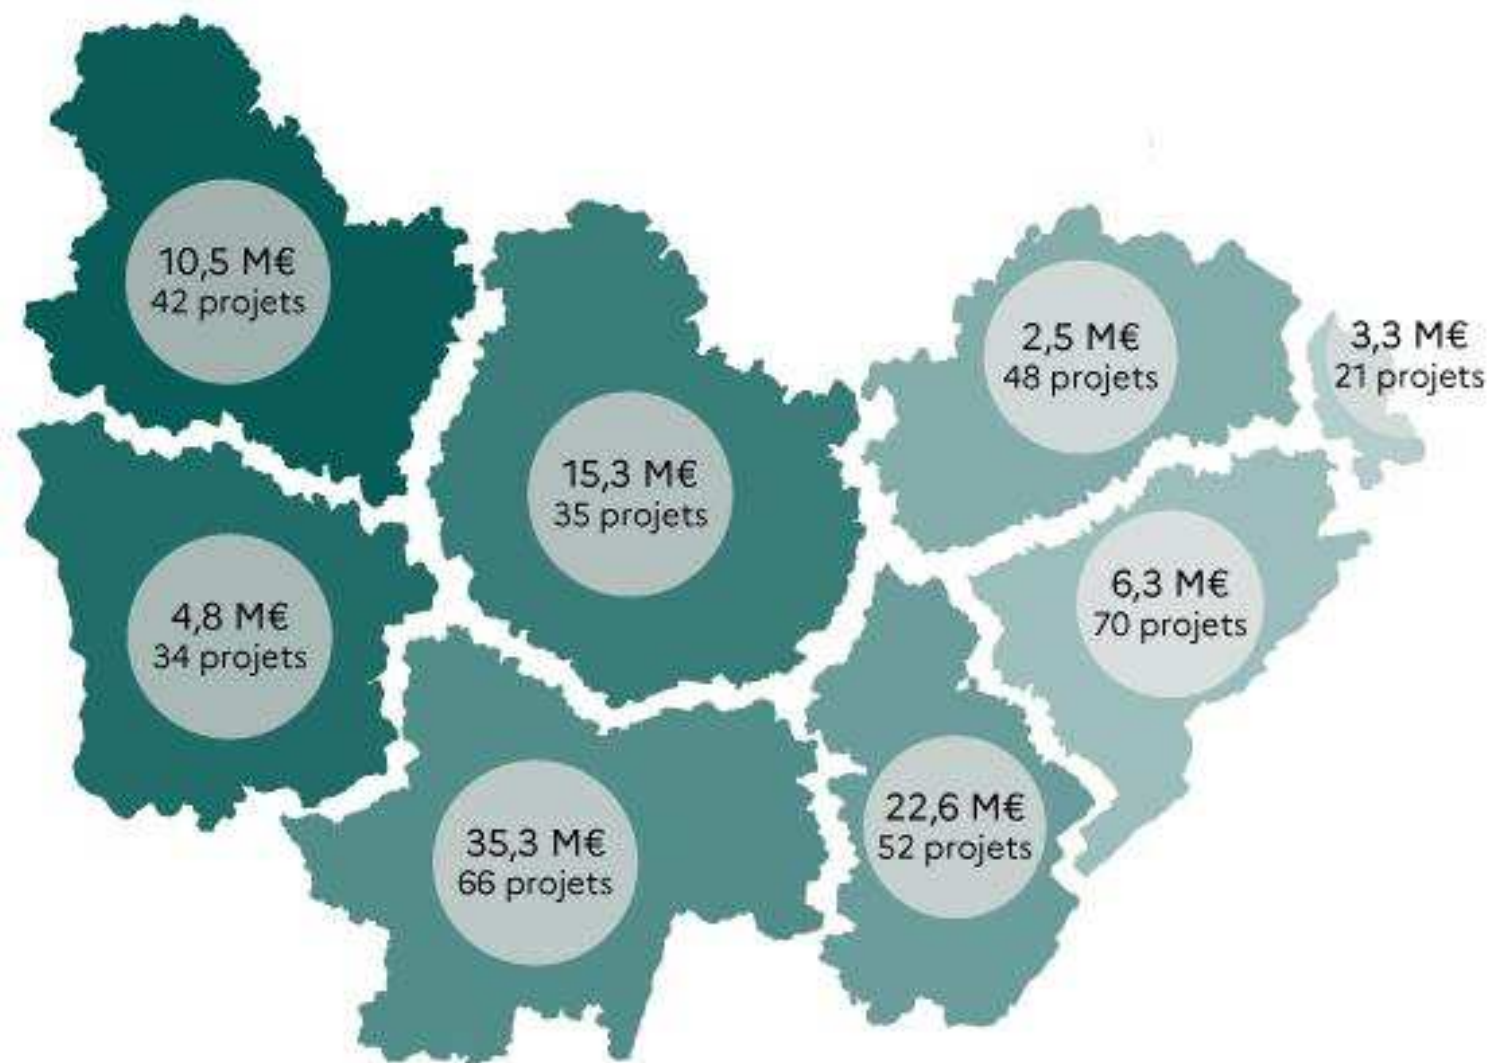 10,5 M€
42 projets
2,5 M€
48 projets
3,3 M€
21 projets
15,3 M€
35 projets
4,8 M€
34 projets
6,3 M€
70 projets
35,3 M€
66 projets
22,6 M€
52 projets